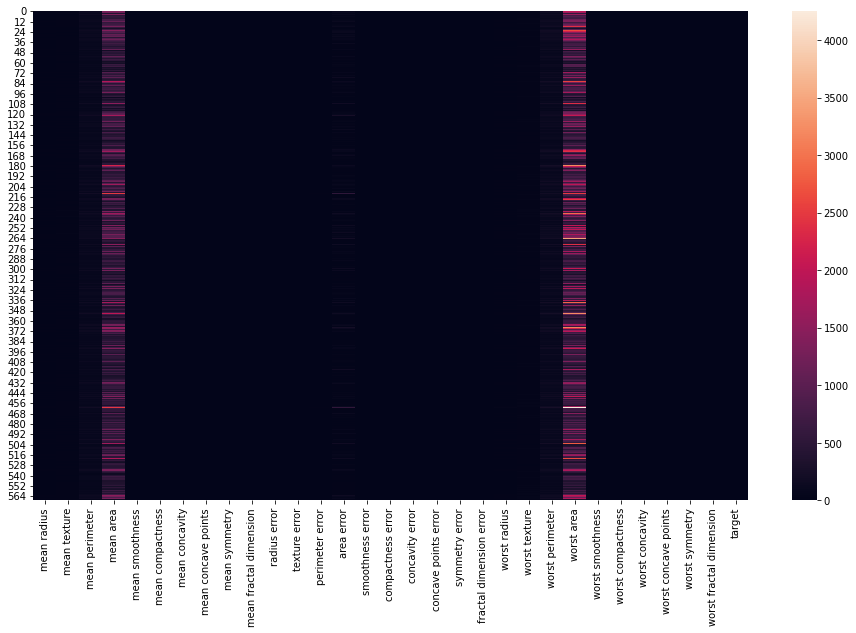 0
12
24
36
48
60
72
84
96
108
120
132
144
156
168
180
192
204
216
228
240
252
264
276
288
300
312
324
336
348
360
372
384
396
408
420
432
444
456
468
480
492
504
516
528
540
552
564
mean radius
mean texture
mean perimeter
mean area
mean smoothness
mean compactness
mean concavity
mean concave points
mean symmetry
mean fractal dimension
radius error
texture error
perimeter error
area error
smoothness error
compactness error
concavity error
concave points error
symmetry error
fractal dimension error
worst radius
worst texture
worst perimeter
worst area
worst smoothness
worst compactness
worst concavity
worst concave points
worst symmetry
worst fractal dimension
target
4000
3500
3000
2500
2000
1500
1000
500
0